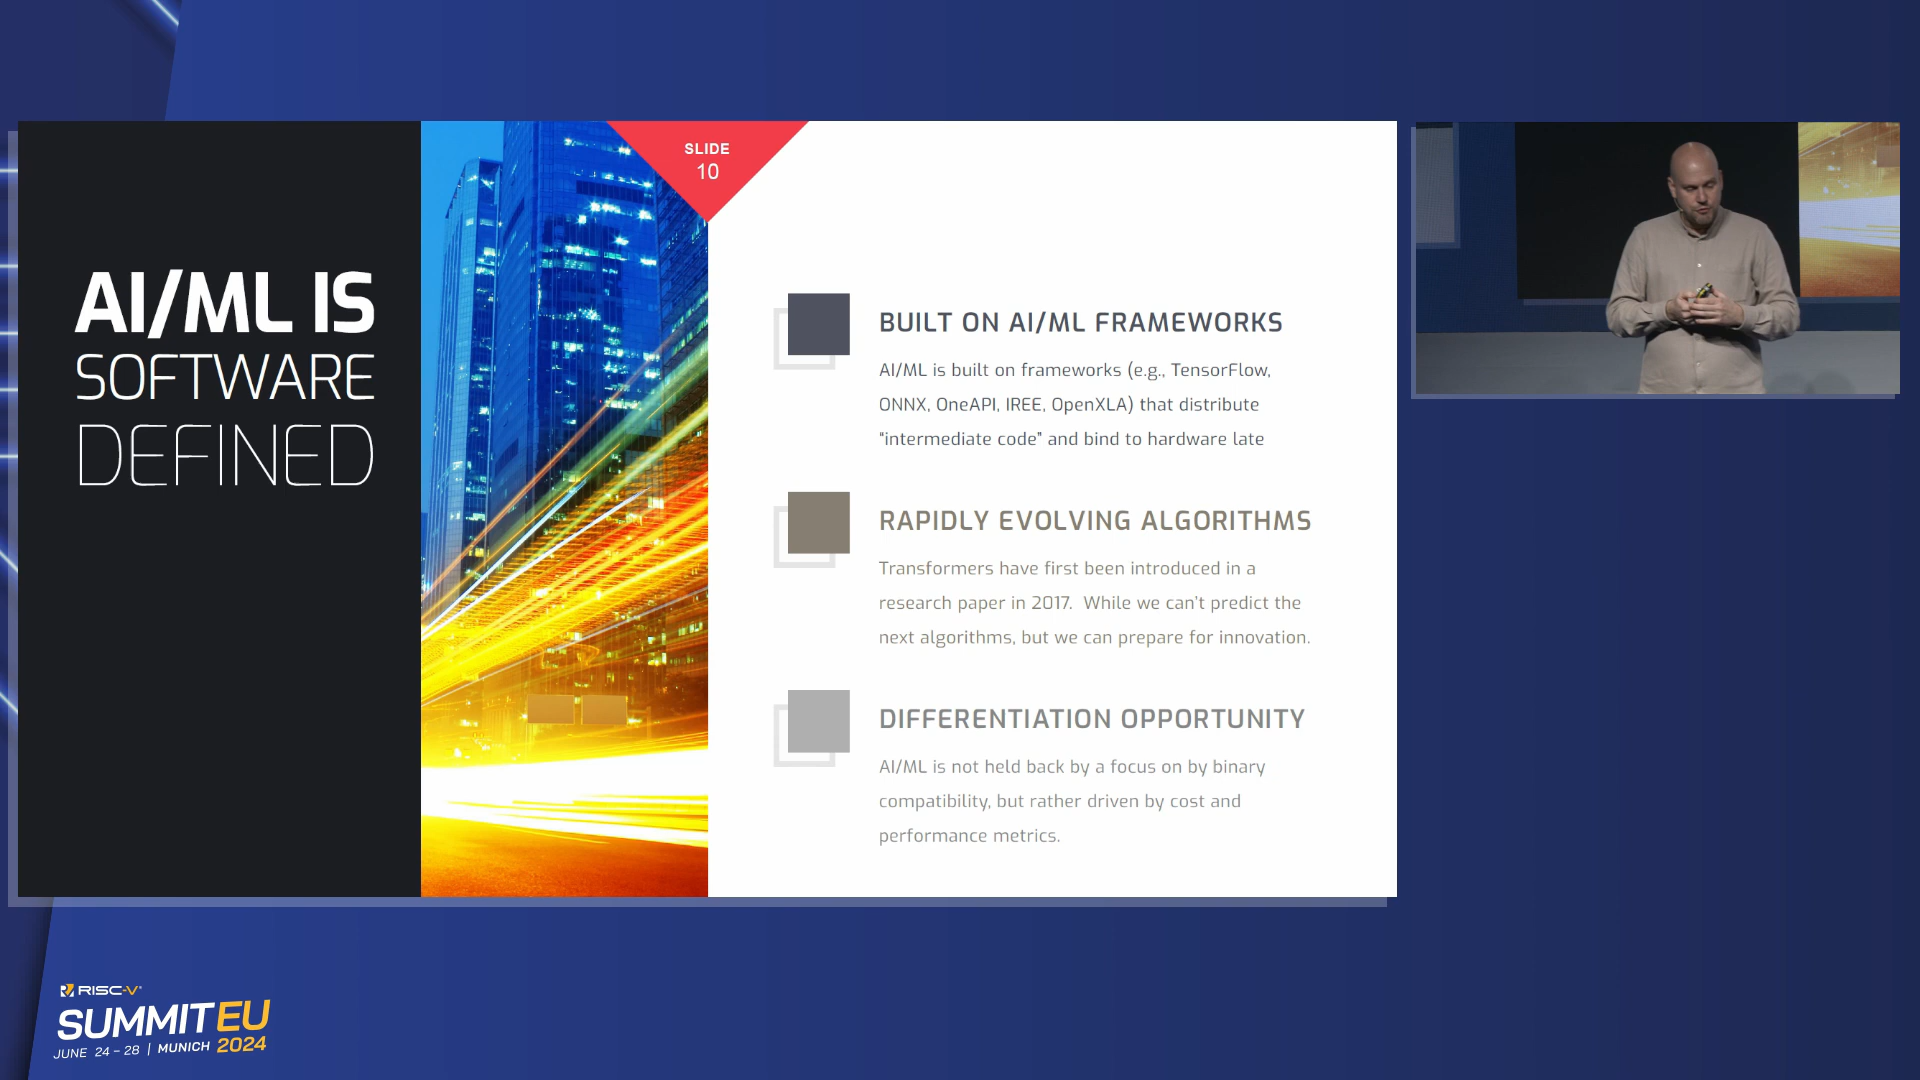 AI/ML IS
SOFTWARE
DEFINED
SLIDE
10
BUILT ON AI/ML FRAMEWORKS
AI/ML is built on frameworks (e.g., TensorFlow,
ONNX, OneAPI, IREE, OpenXLA) that distribute
"intermediate code" and bind to hardware late
RAPIDLY EVOLVING ALGORITHMS
Transformers have first been introduced in a
research paper in 2017.  While we can't predict the
next algorithms, but we can prepare for innovation.
DIFFERENTIATION OPPORTUNITY
AI/ML is not held back by a focus on by binary
compatibility, but rather driven by cost and
performance metrics.
RISC-V®
SUMMIT EU
JUNE 24 – 28 | MUNICH 2024